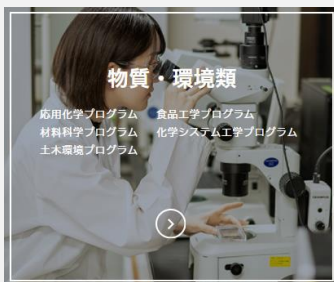 物質・環境類
応用化学プログラム 食品工学プログラム
材料科学プログラム 化学システム工学プログラム
土木環境プログラム